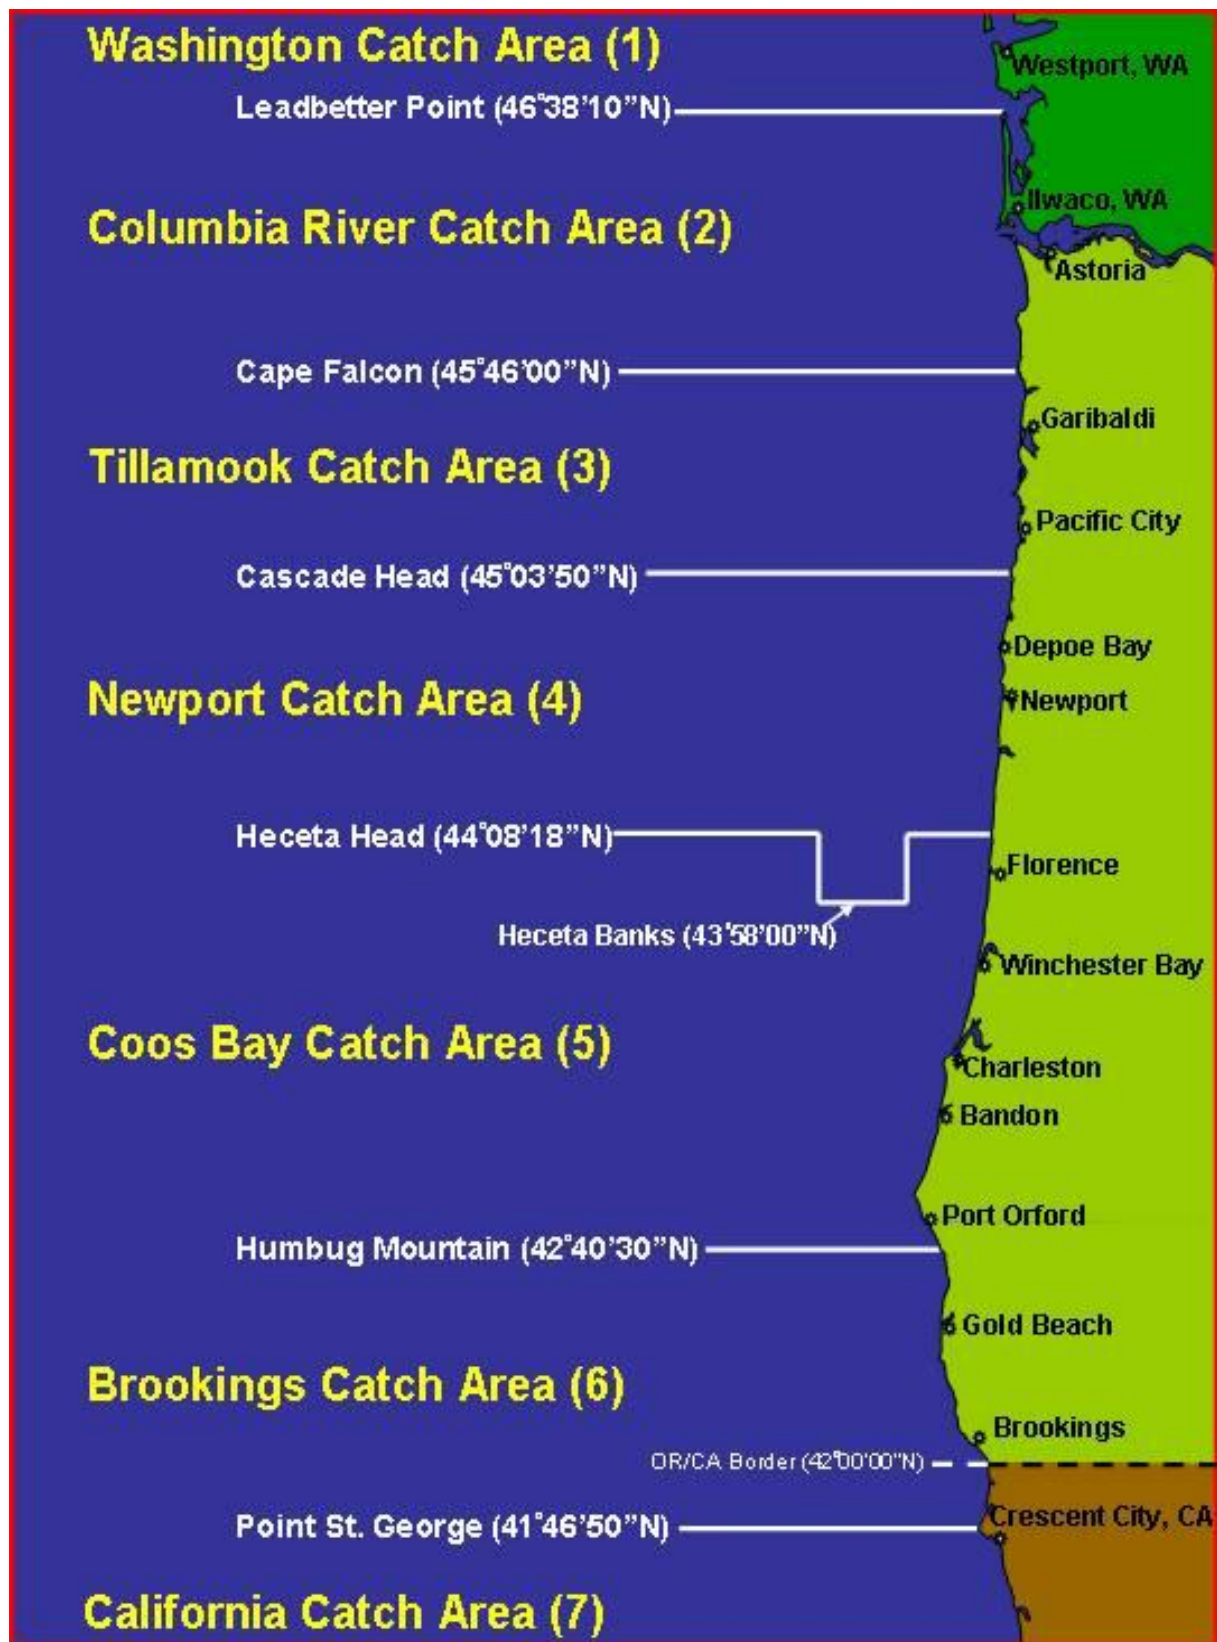 Washington Catch Area (1)
Westport, WA
Leadbetter Point (46°38'10”N)
Ilwaco, WA
Columbia River Catch Area (2)
Astoria
Cape Falcon (45°46'00”N)
Garibaldi
Tillamook Catch Area (3)
Pacific City
Cascade Head (45°03'50”N)
Depoe Bay
Newport Catch Area (4)
Newport
Heceta Head (44°08'18”N)
Florence
Heceta Banks (43°58'00”N)
Winchester Bay
Coos Bay Catch Area (5)
Charleston
Bandon
Port Orford
Humbug Mountain (42°40'30”N)
Gold Beach
Brookings Catch Area (6)
Brookings
OR/CA Border (42°00'00"N)
Crescent City, CA
Point St. George (41°46'50”N)
California Catch Area (7)